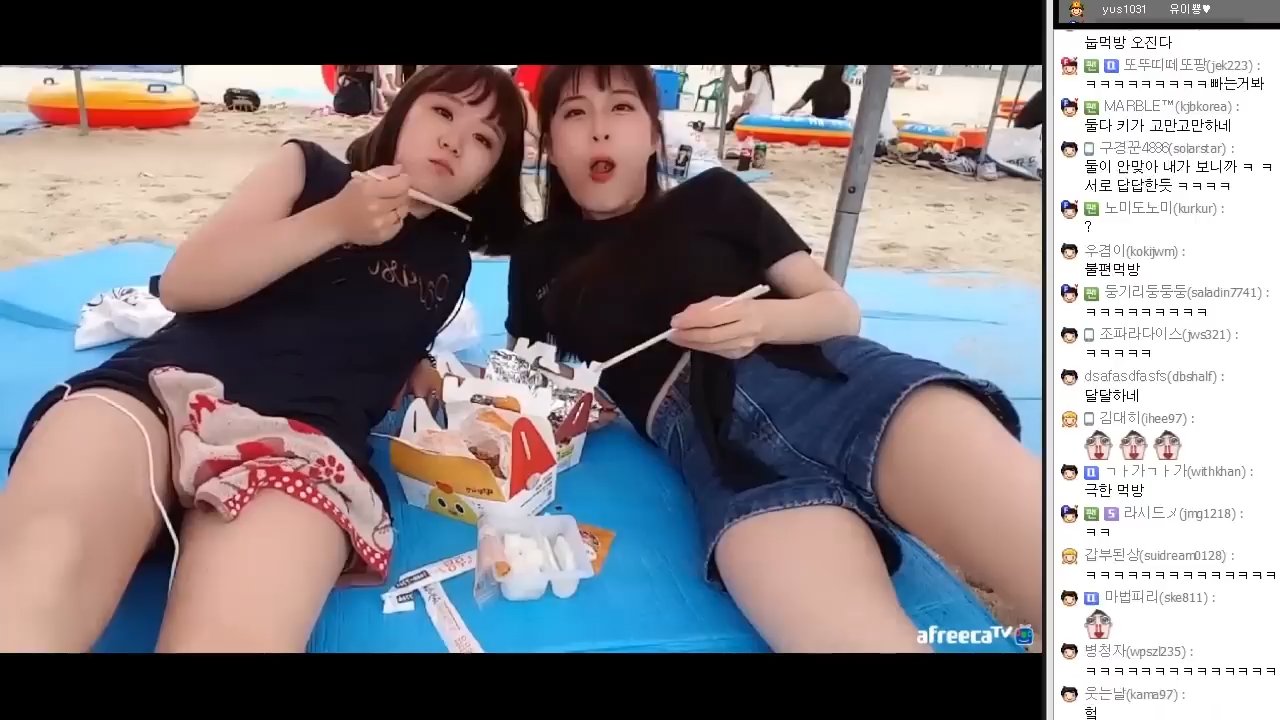 yus1031 유이뿅♥
눕먹방 오진다
팬 또뚜띠떼또팡(jek223) :
ㅋㅋㅋㅋㅋㅋㅋㅋㅋ빠는거봐
팬 MARBLE™(kjbkorea) :
둘다 키가 고만고만하네
구경꾼4886(solarstar) :
둘이 안맞아 내가 보니까 ㅋ ㅋ
서로 답답한듯 ㅋㅋㅋㅋ
팬 노미도노미(kurkur) :
?
우겸이(kokijwm) :
불편먹방
팬 둥기리둥둥둥(saladin7741) :
ㅋㅋㅋㅋㅋㅋㅋㅋㅋ
조파라다이스(jws321) :
ㅋㅋㅋㅋㅋ
dsafasdfasfs(dbshalf) :
달달하네
김대히(ihee97) :
ㄱㅏ가ㄱㅏ가(withkhan) :
극한 먹방
팬 S 라시드メ(jmg1218) :
ㅋㅋ
갑부된샹(suidream0128) :
ㅋㅋㅋㅋㅋㅋㅋㅋㅋㅋㅋㅋㅋㅋ
마법피리(ske811) :
병청자(wpszl235) :
ㅋㅋㅋㅋㅋㅋㅋㅋㅋㅋㅋㅋㅋㅋ
웃는날(kama97) :
헐
afreecaTV